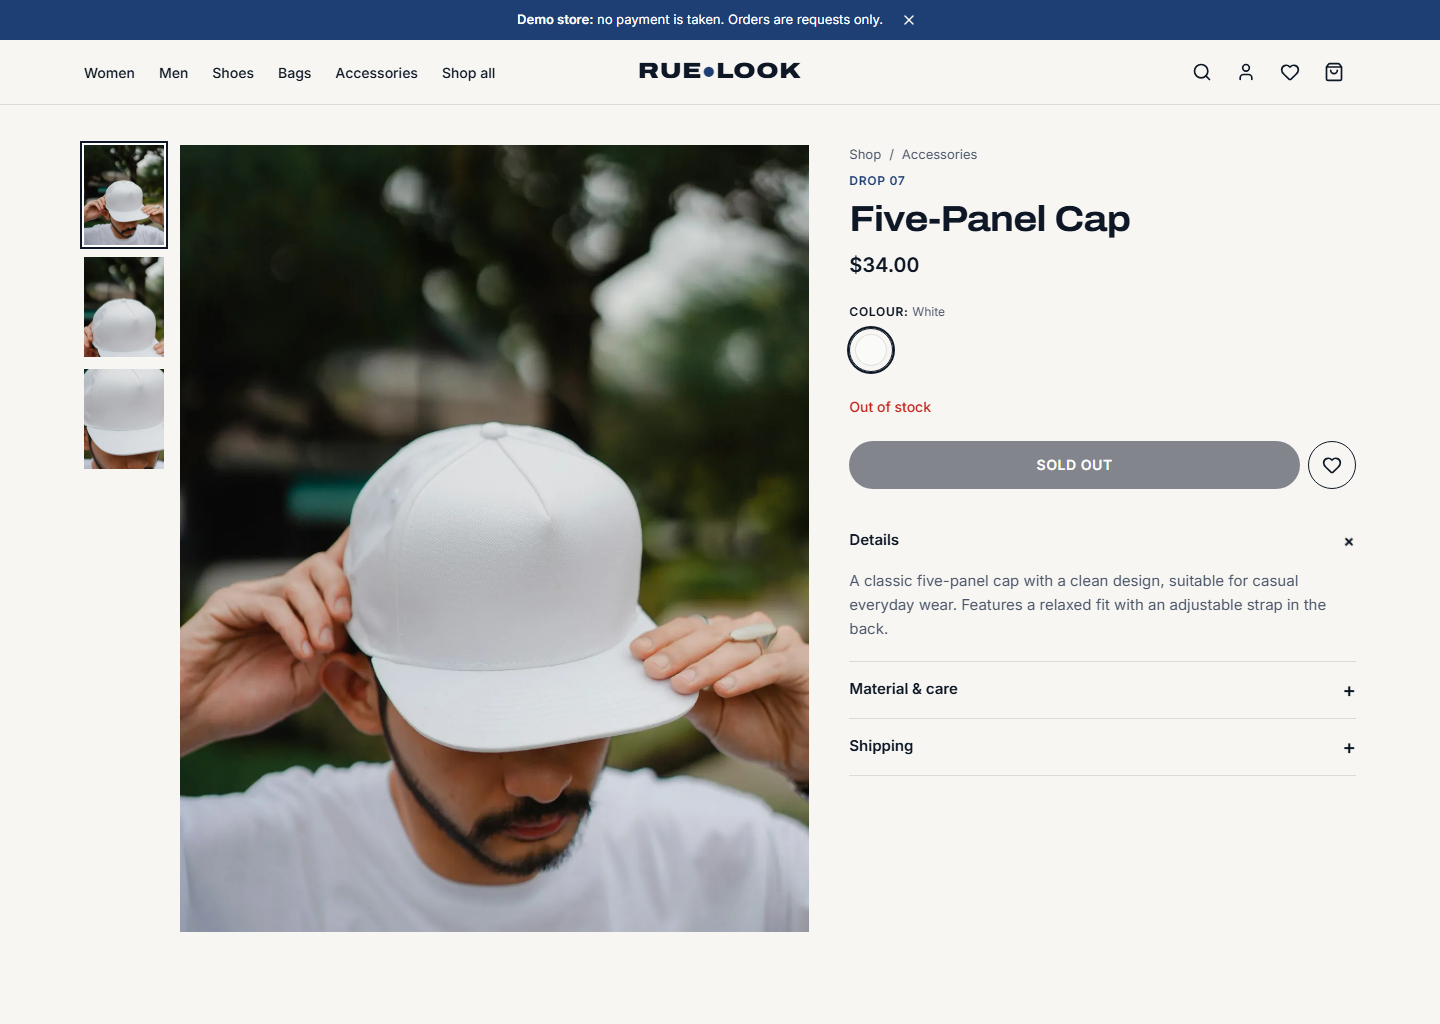 Demo store: no payment is taken. Orders are requests only.
Women Men Shoes Bags Accessories Shop all
RUE•LOOK
Shop / Accessories
DROP 07
Five-Panel Cap
$34.00
COLOUR: White
Out of stock
SOLD OUT
Details
A classic five-panel cap with a clean design, suitable for casual
everyday wear. Features a relaxed fit with an adjustable strap in the
back.
Material & care
Shipping